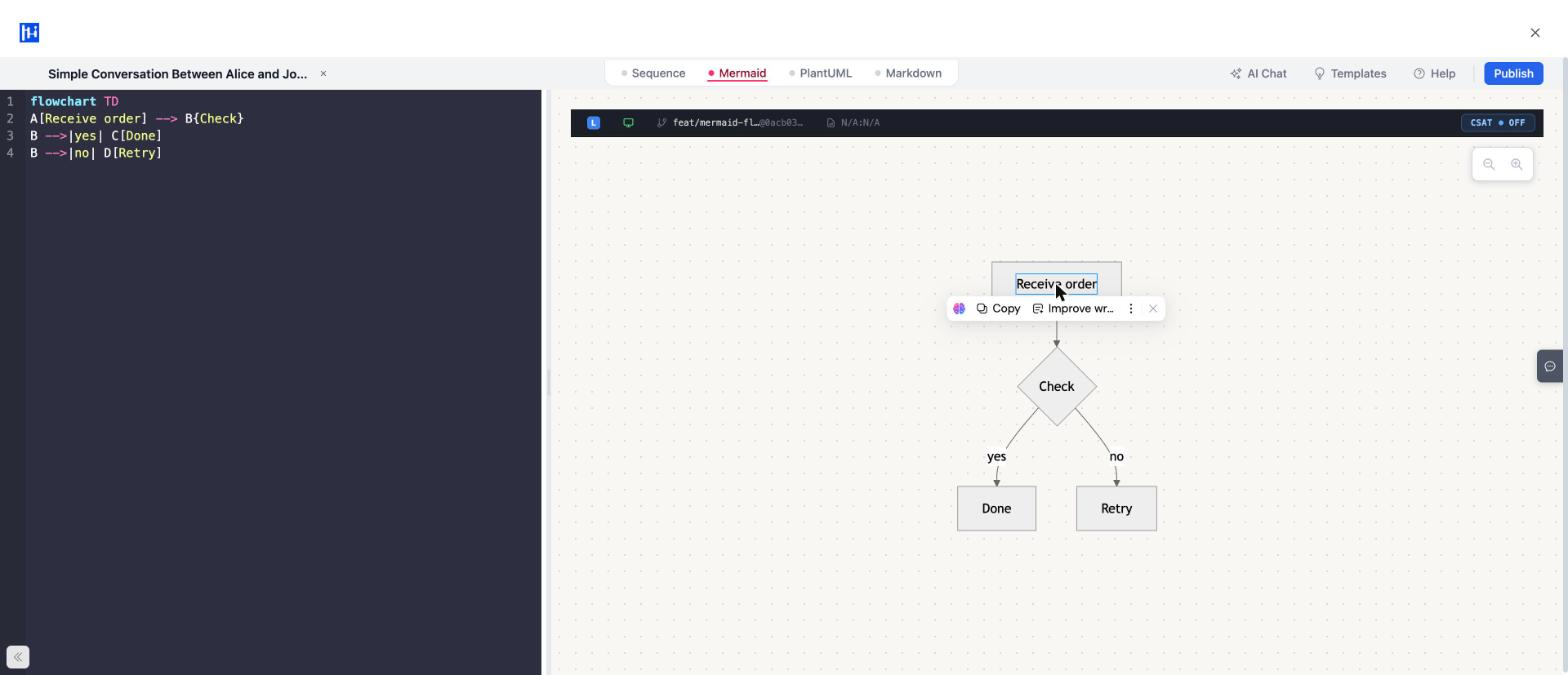 Simple Conversation Between Alice and Jo... ×
Sequence Mermaid PlantUML Markdown
AI Chat Templates Help Publish
1 flowchart TD
2 A[Receive order] --> B{Check}
3 B -->|yes| C[Done]
4 B -->|no| D[Retry]
L feat/mermaid-fl…@0acb03… N/A:N/A CSAT OFF
Receive order
Copy Improve wr...
Check
yes no
Done Retry